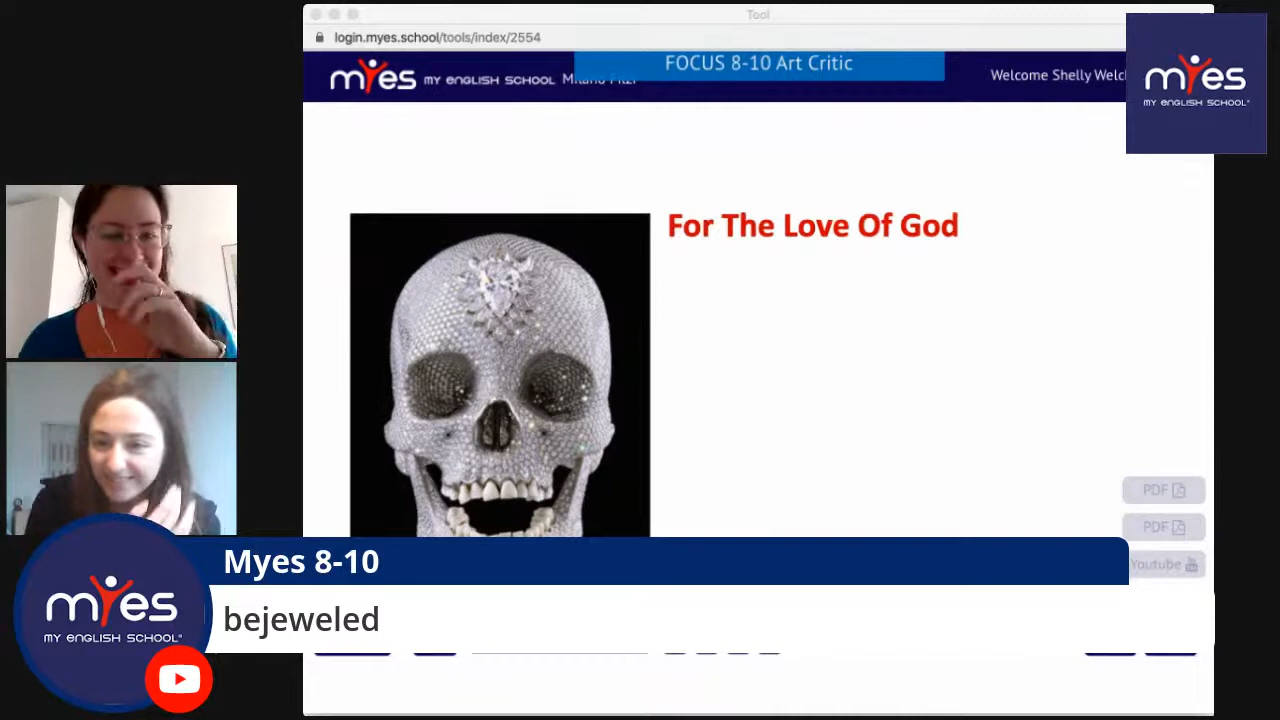 Tool
login.myes.school/tools/index/2554
FOCUS 8-10 Art Critic
myes MY ENGLISH SCHOOL
Welcome Shelly
myes
MY ENGLISH SCHOOL®
For The Love Of God
PDF
PDF
Youtube
Myes 8-10
bejeweled
myes
MY ENGLISH SCHOOL®